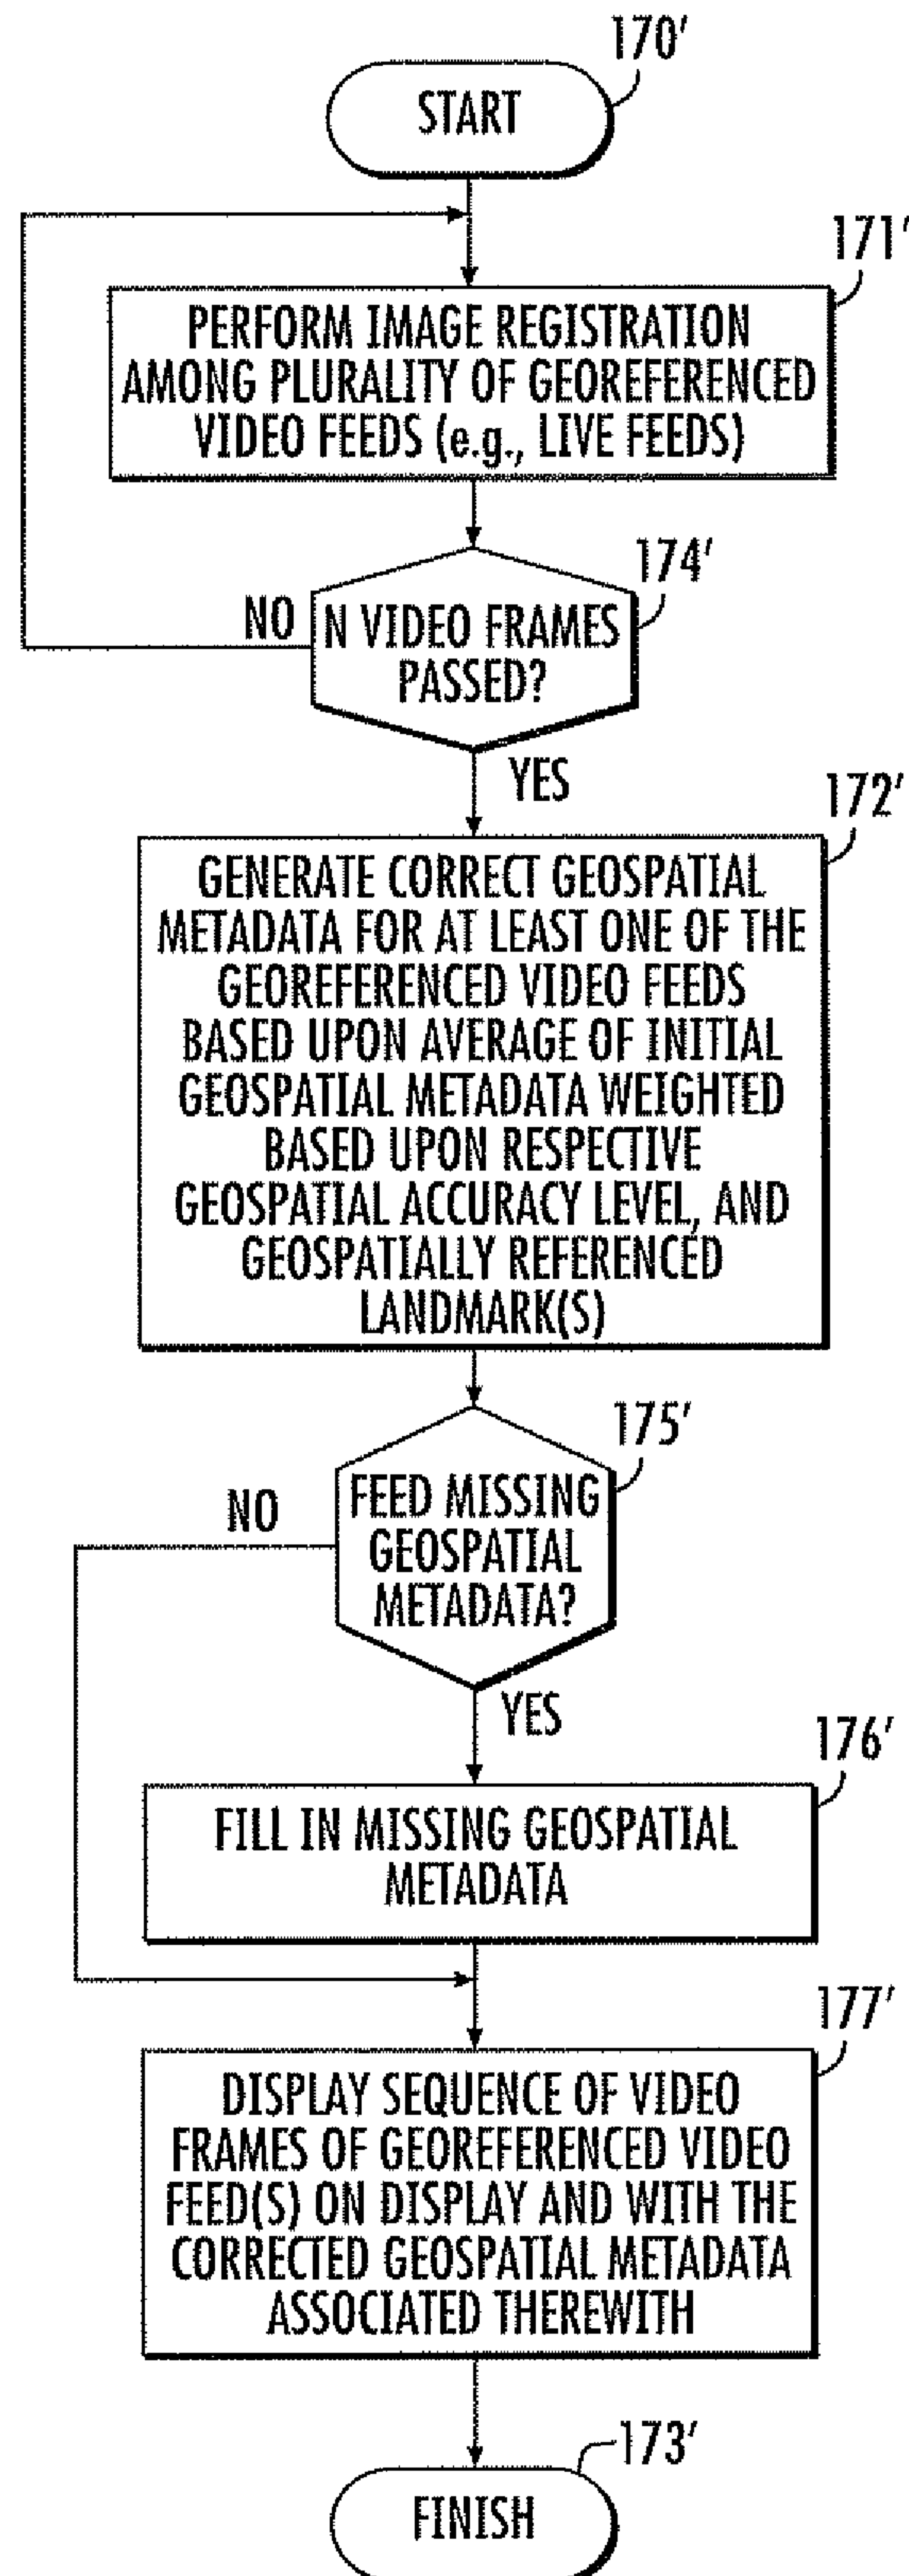 170'
START
171'
PERFORM IMAGE REGISTRATION
AMONG PLURALITY OF GEOREFERENCED
VIDEO FEEDS (e.g., LIVE FEEDS)
174'
NO
N VIDEO FRAMES
PASSED?
YES
172'
GENERATE CORRECT GEOSPATIAL
METADATA FOR AT LEAST ONE OF THE
GEOREFERENCED VIDEO FEEDS
BASED UPON AVERAGE OF INITIAL
GEOSPATIAL METADATA WEIGHTED
BASED UPON RESPECTIVE
GEOSPATIAL ACCURACY LEVEL, AND
GEOSPATIALLY REFERENCED
LANDMARK(S)
175'
NO
FEED MISSING
GEOSPATIAL
METADATA?
YES
176'
FILL IN MISSING GEOSPATIAL
METADATA
177'
DISPLAY SEQUENCE OF VIDEO
FRAMES OF GEOREFERENCED VIDEO
FEED(S) ON DISPLAY AND WITH THE
CORRECTED GEOSPATIAL METADATA
ASSOCIATED THEREWITH
173'
FINISH